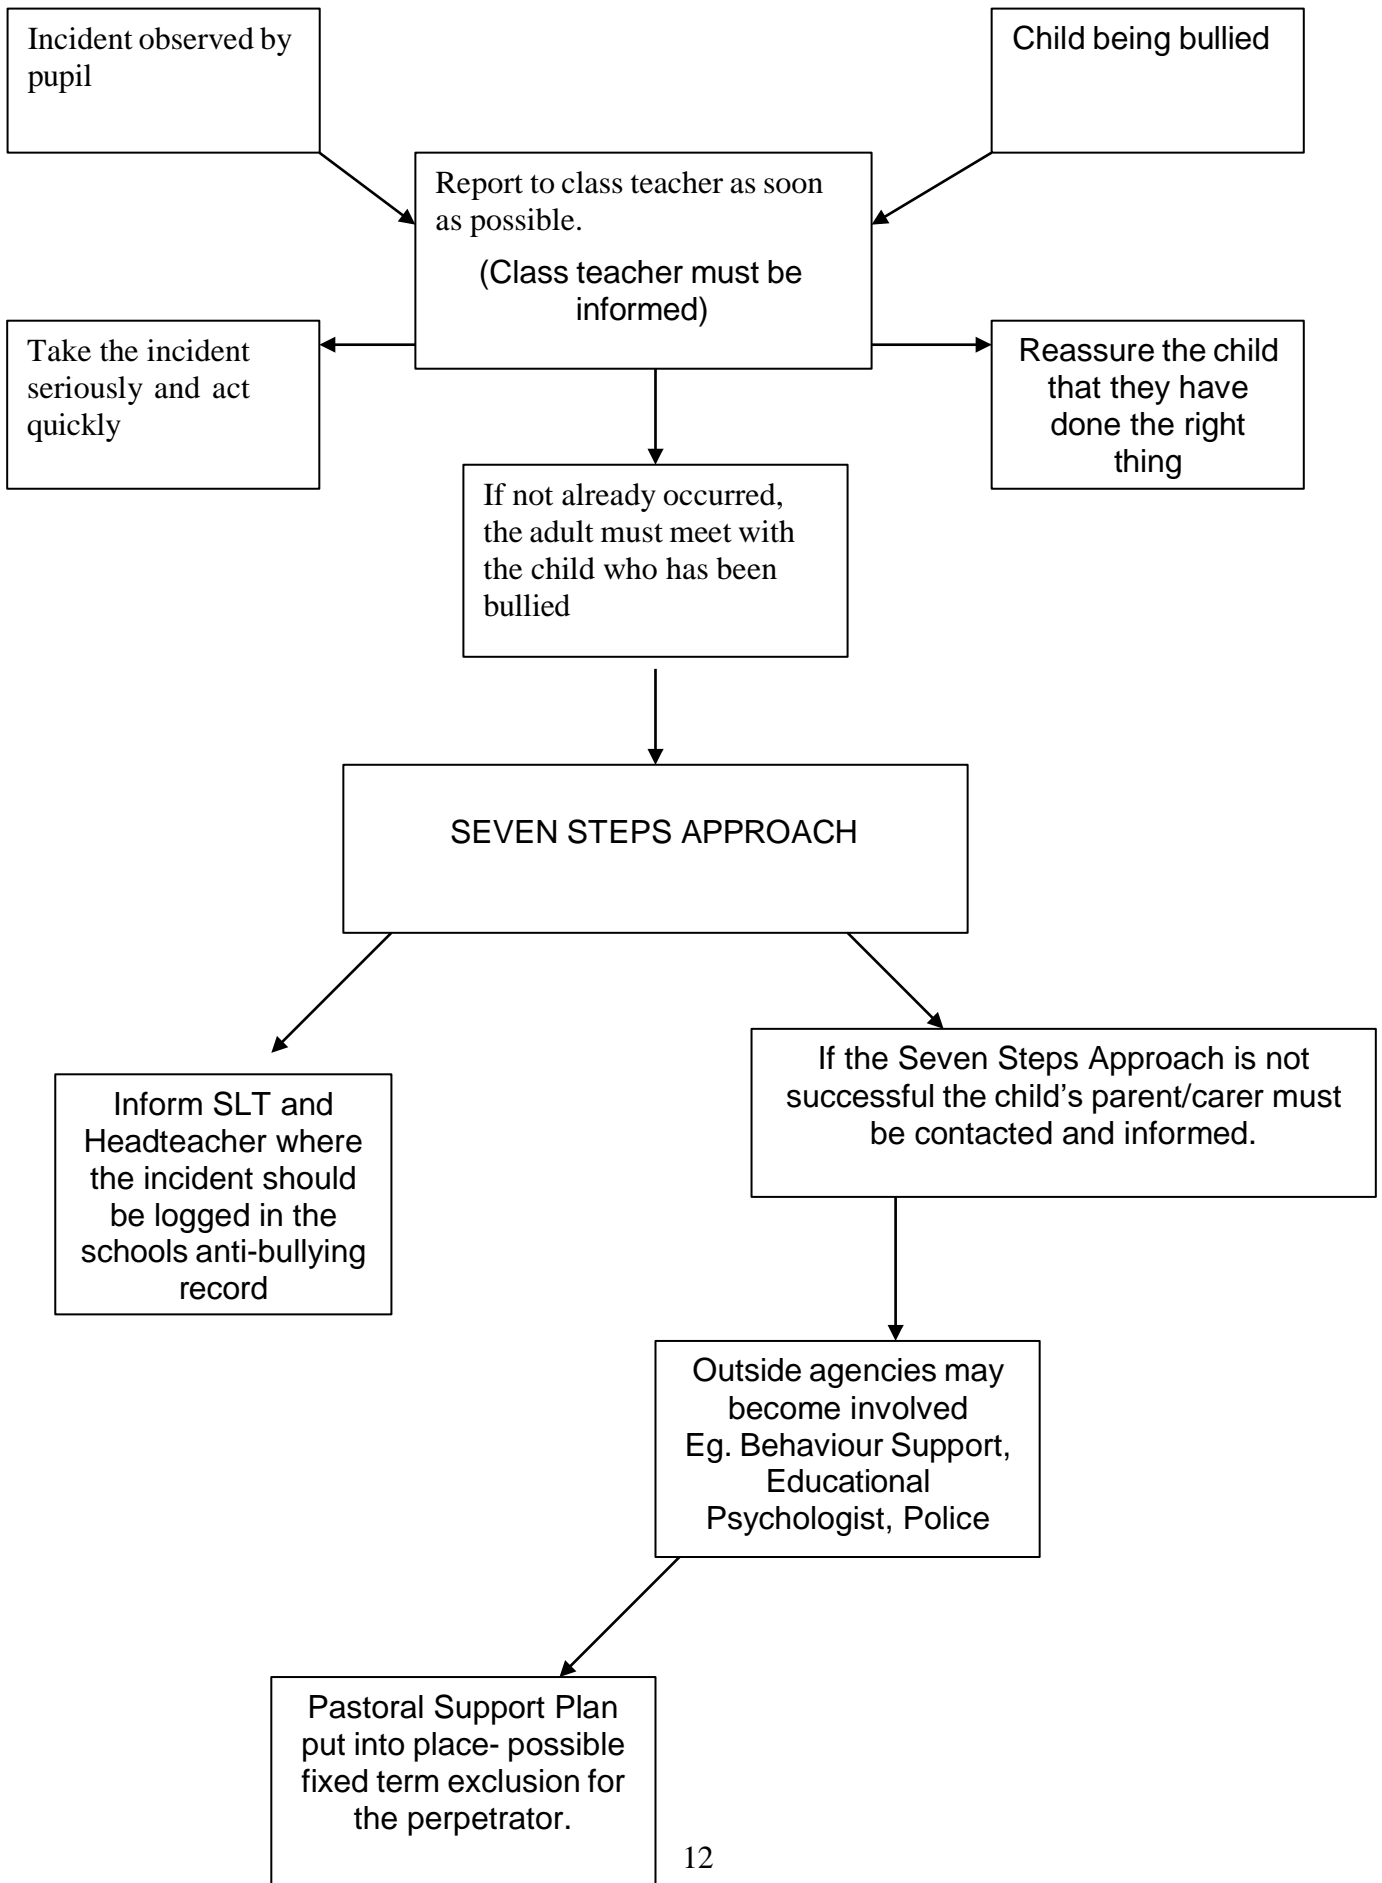 Incident observed by
pupil
Child being bullied
Report to class teacher as soon
as possible.
(Class teacher must be
informed)
Take the incident
seriously and act
quickly
Reassure the child
that they have
done the right
thing
If not already occurred,
the adult must meet with
the child who has been
bullied
SEVEN STEPS APPROACH
Inform SLT and
Headteacher where
the incident should
be logged in the
schools anti-bullying
record
If the Seven Steps Approach is not
successful the child’s parent/carer must
be contacted and informed.
Outside agencies may
become involved
Eg. Behaviour Support,
Educational
Psychologist, Police
Pastoral Support Plan
put into place- possible
fixed term exclusion for
the perpetrator.
12